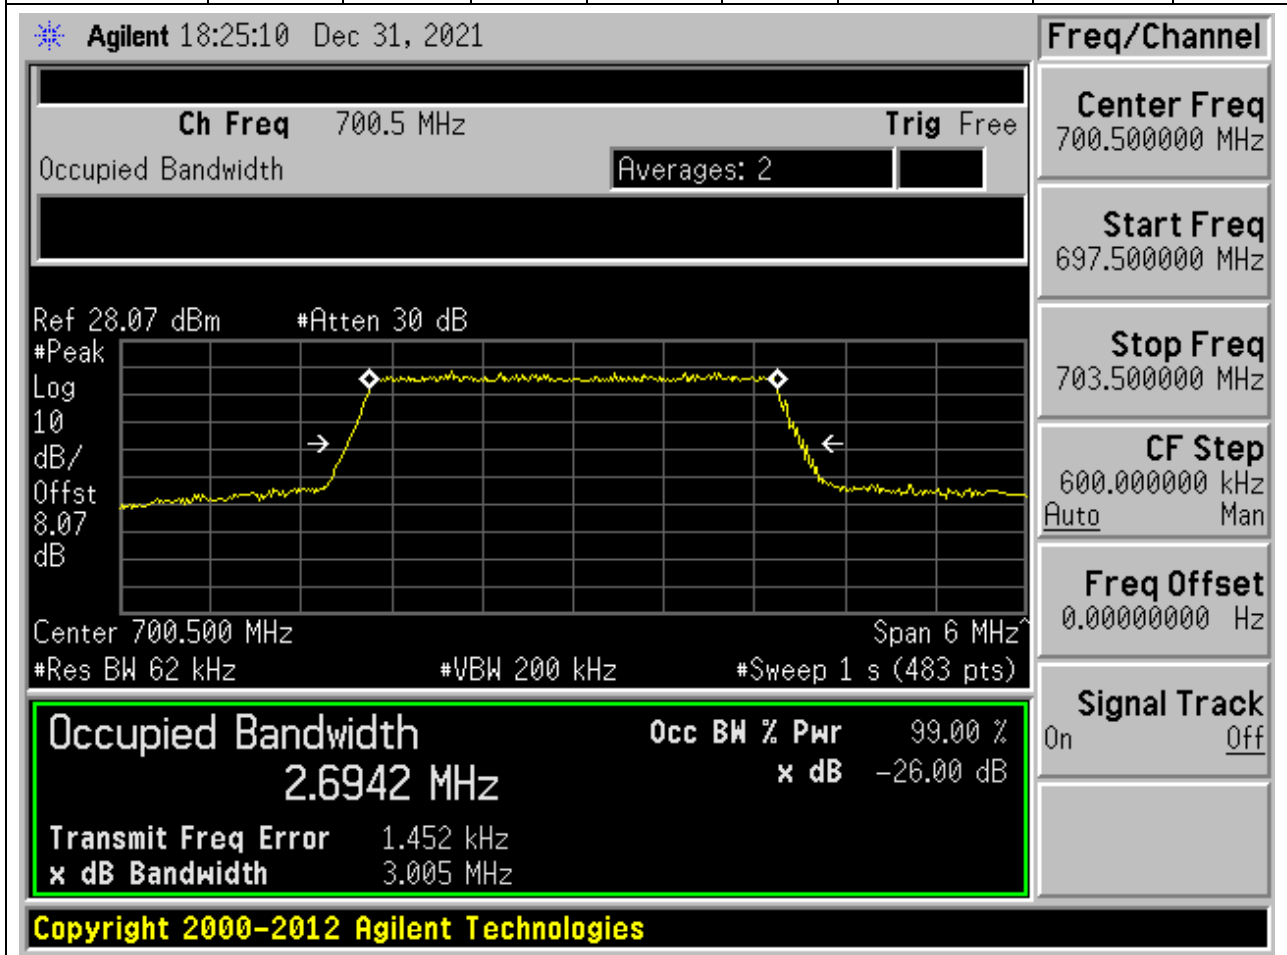 Agilent 18:25:10 Dec 31, 2021
Freq/Channel
Ch Freq 700.5 MHz Trig Free
Occupied Bandwidth Averages: 2
Center Freq
700.500000 MHz
Start Freq
697.500000 MHz
Stop Freq
703.500000 MHz
CF Step
600.000000 kHz
Auto Man
Freq Offset
0.00000000 Hz
Signal Track
On Off
Ref 28.07 dBm #Atten 30 dB
#Peak
Log
10
dB/
Offst
8.07
dB
Center 700.500 MHz Span 6 MHz^
#Res BW 62 kHz #VBW 200 kHz #Sweep 1 s (483 pts)
Occupied Bandwidth
2.6942 MHz
Occ BW % Pwr 99.00 %
x dB -26.00 dB
Transmit Freq Error 1.452 kHz
x dB Bandwidth 3.005 MHz
Copyright 2000-2012 Agilent Technologies